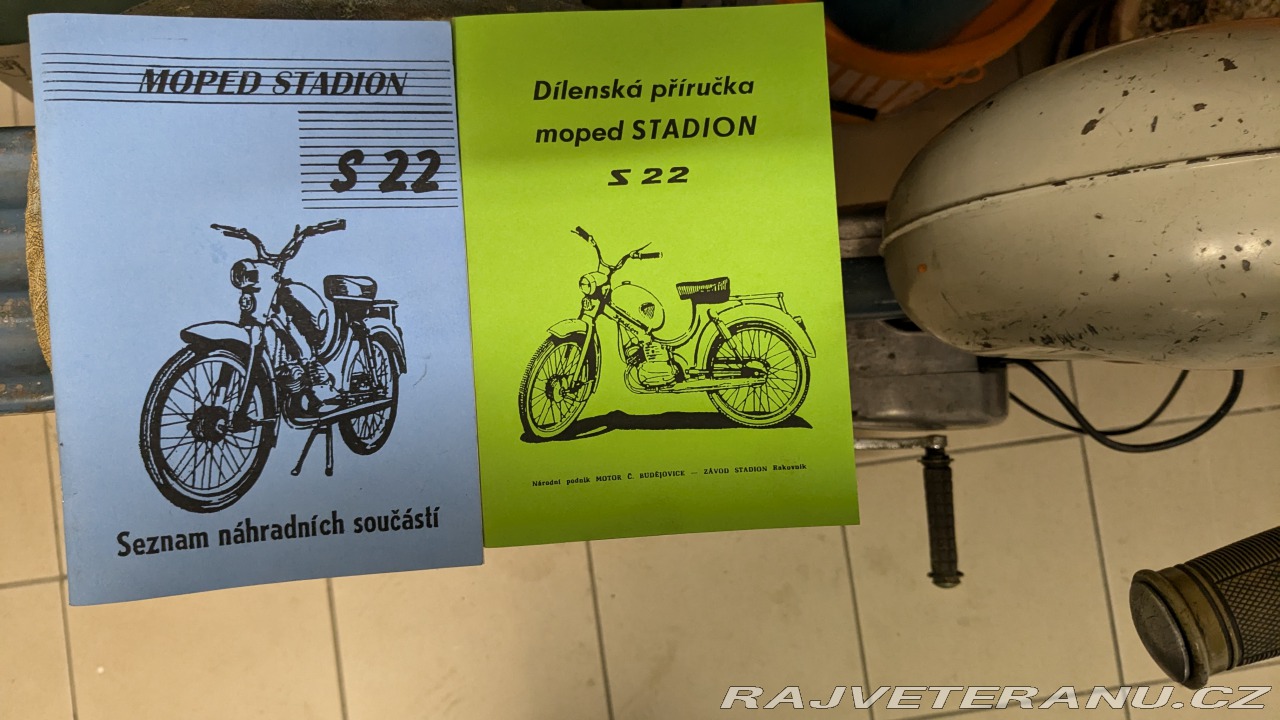 MOPED STADION
S 22
Seznam náhradních součástí
Dílenská příručka
moped STADION
S 22
Národní podnik MOTOR Č. BUDĚJOVICE — ZÁVOD STADION Rakovník
RAJVETERANU.CZ